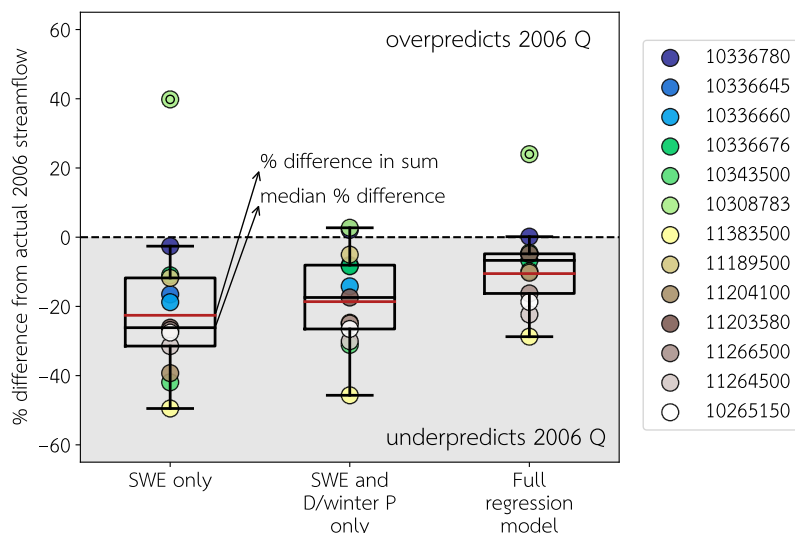 % difference from actual 2006 streamflow
60
40
20
0
−20
−40
−60
overpredicts 2006 Q
% difference in sum
median % difference
underpredicts 2006 Q
SWE only
SWE and
D/winter P
only
Full
regression
model
10336780
10336645
10336660
10336676
10343500
10308783
11383500
11189500
11204100
11203580
11266500
11264500
10265150